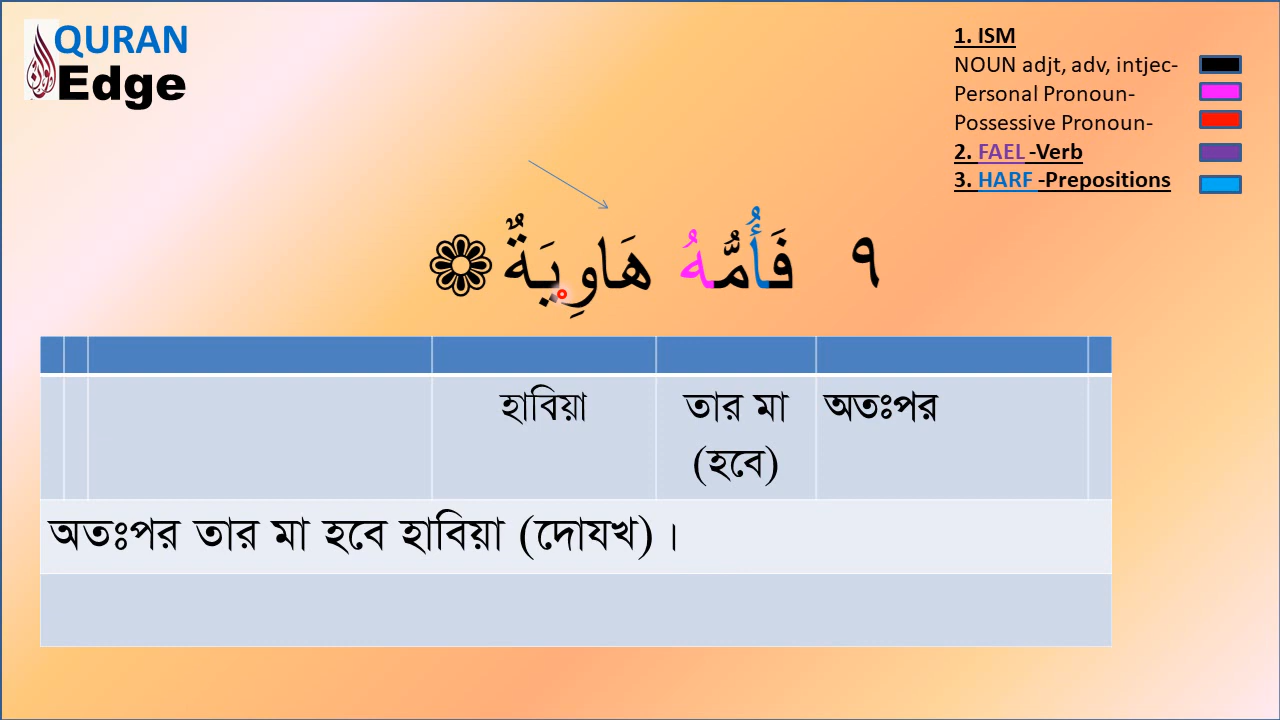 QURAN
Edge
1. ISM
NOUN adjt, adv, intjec-
Personal Pronoun-
Possessive Pronoun-
2. FAEL -Verb
3. HARF -Prepositions
٩ فَأُمُّهُ هَاوِيَةٌ ۞
হাবিয়া
তার মা
(হবে)
অতঃপর
অতঃপর তার মা হবে হাবিয়া (দোযখ) ।